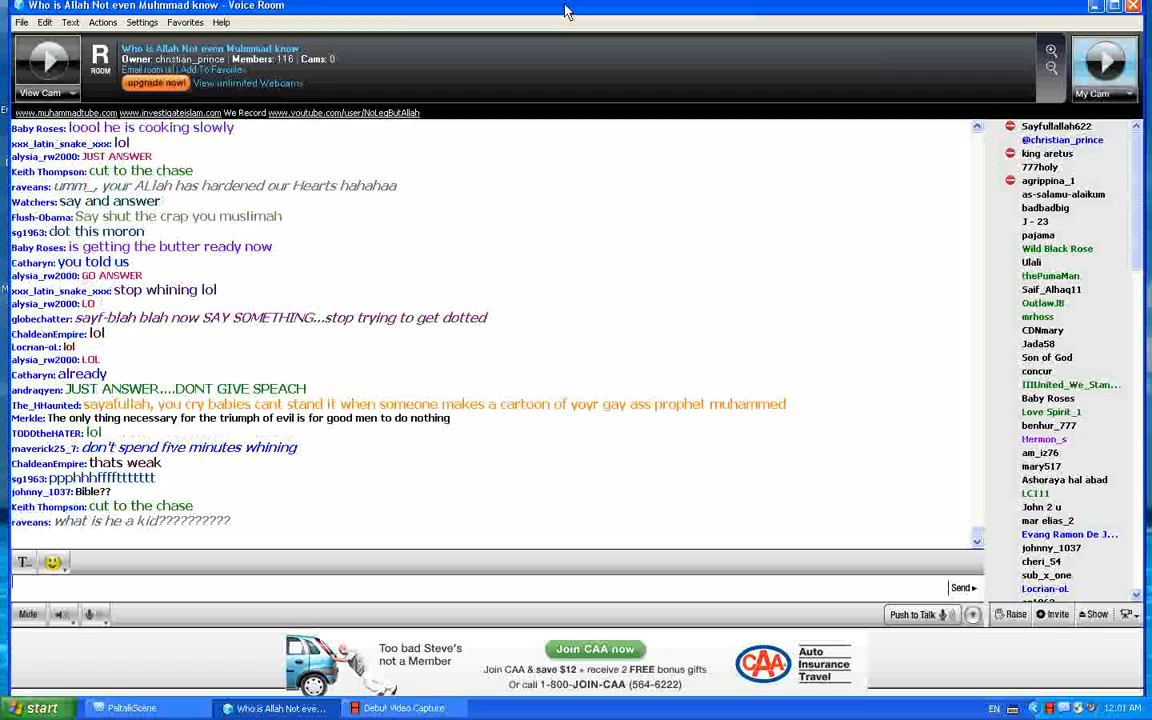 Who is Allah Not even Muhmmad know - Voice Room
File Edit Text Actions Settings Favorites Help
R
ROOM
Who is Allah Not even Muhmmad know
Owner: christian_prince | Members: 116 | Cams: 0
Email room url | Add To Favorites
upgrade now! View unlimited Webcams
View Cam
My Cam
www.muhammadtube.com www.investigateislam.com We Record www.youtube.com/user/NoLegButAllah
Baby Roses: loool he is cooking slowly
xxx_latin_snake_xxx: lol
alysia_rw2000: JUST ANSWER
Keith Thompson: cut to the chase
raveans: umm_, your ALlah has hardened our Hearts hahahaa
Watchers: say and answer
Flush-Obama: Say shut the crap you muslimah
sg1963: dot this moron
Baby Roses: is getting the butter ready now
Catharyn: you told us
alysia_rw2000: GO ANSWER
xxx_latin_snake_xxx: stop whining lol
alysia_rw2000: LO
globechatter: sayf-blah blah now SAY SOMETHING...stop trying to get dotted
ChaldeanEmpire: lol
Locrian-oL: lol
alysia_rw2000: LOL
Catharyn: already
andraqyen: JUST ANSWER....DONT GIVE SPEACH
The_HHaunted: sayafullah, you cry babies cant stand it when someone makes a cartoon of yoyr gay ass prophet muhammed
Merkle: The only thing necessary for the triumph of evil is for good men to do nothing
TODDtheHATER: lol
maverick25_7: don't spend five minutes whining
ChaldeanEmpire: thats weak
sg1963: ppphhhfffftttttttt
johnny_1037: Bible??
Keith Thompson: cut to the chase
raveans: what is he a kid??????????
Sayfullallah622
@christian_prince
king aretus
777holy
agrippina_1
as-salamu-alaikum
badbadbig
J - 23
pajama
Wild Black Rose
Ulali
thePumaMan
Saif_Alhaq11
OutlawJB
mrhoss
CDNmary
Jada58
Son of God
concur
IIIUnited_We_Stan...
Baby Roses
Love Spirit_1
benhur_777
Hermon_s
am_iz76
mary517
Ashoraya hal abad
LC111
John 2 u
mar elias_2
Evang Ramon De J...
johnny_1037
cheri_54
sub_x_one
Locrian-oL
T...
Send
Mute
Push to Talk
Raise Invite Show
Too bad Steve's
not a Member
Join CAA now
Join CAA & save $12 + receive 2 FREE bonus gifts
Or call 1-800-JOIN-CAA (564-6222)
CAA
Auto
Insurance
Travel
start
PaltalkScene
Who is Allah Not eve...
Debut Video Capture
EN
12:01 AM